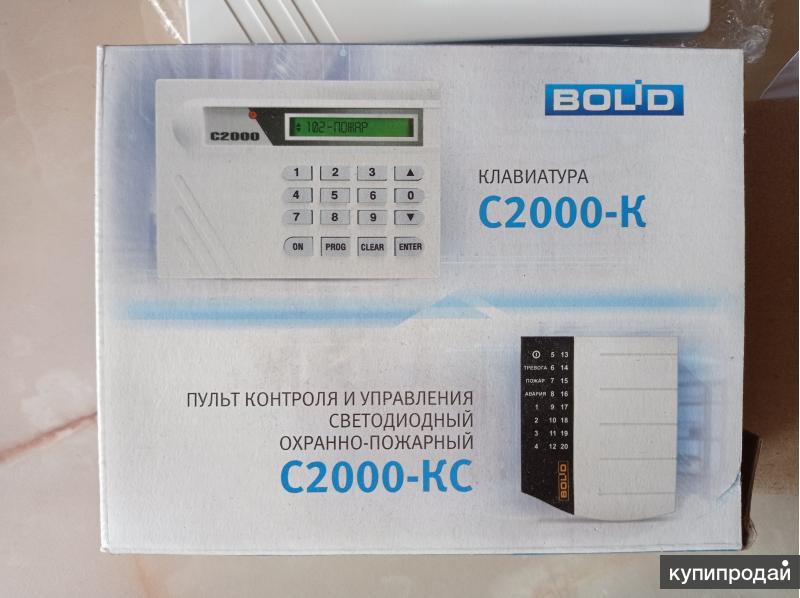 BOLID
C2000
102-ПОЖАР
1 2 3 ▲
4 5 6 0
7 8 9 ▼
ON PROG CLEAR ENTER
КЛАВИАТУРА
С2000-К
ПУЛЬТ КОНТРОЛЯ И УПРАВЛЕНИЯ
СВЕТОДИОДНЫЙ
ОХРАННО-ПОЖАРНЫЙ
С2000-КС
5 13
ТРЕВОГА 6 14
ПОЖАР 7 15
АВАРИЯ 8 16
1 9 17
2 10 18
3 11 19
4 12 20
BOLID
купипродай